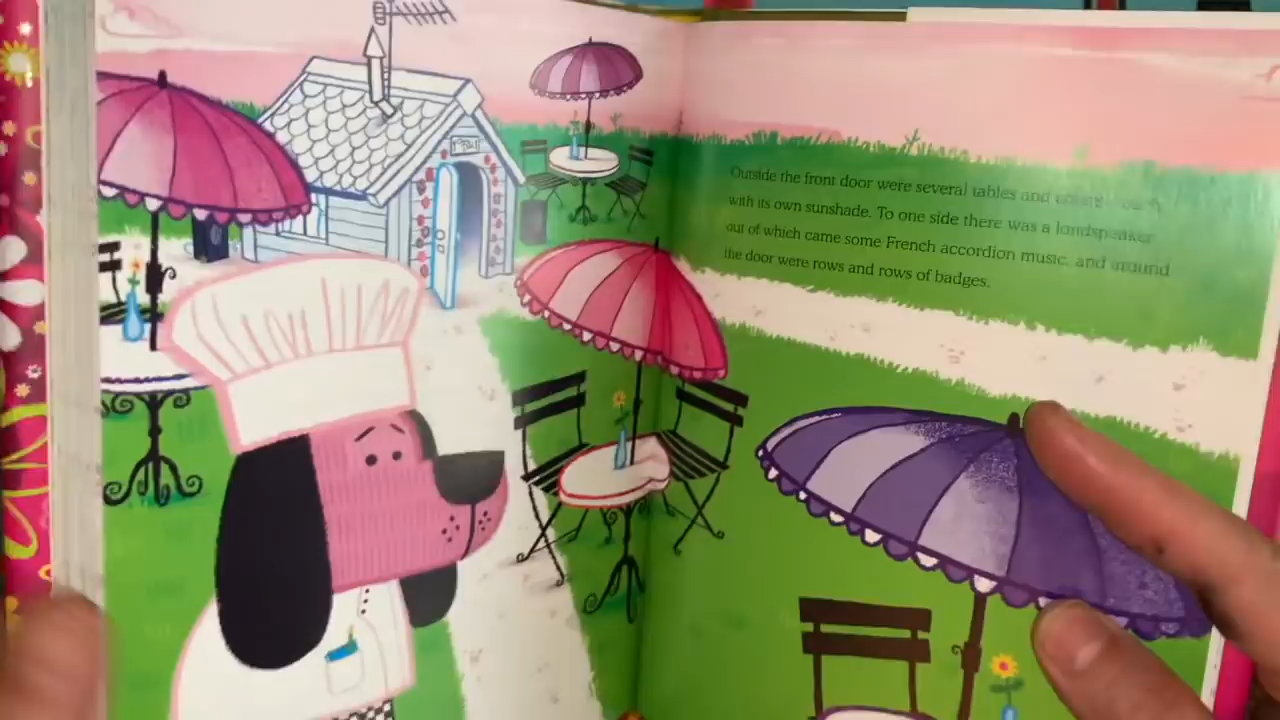 Outside the front door were several tables and
with its own sunshade. To one side there was a loudspeaker
out of which came some French accordion music, and around
the door were rows and rows of badges.